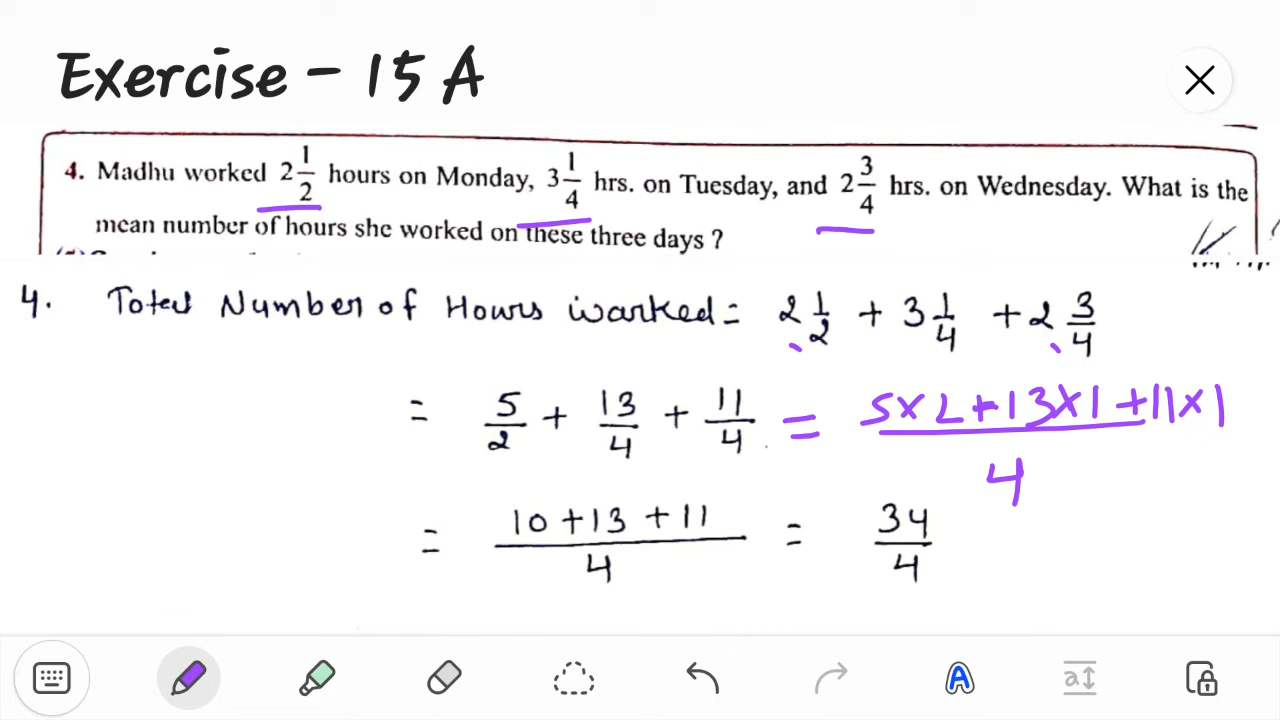 Exercise - 15 A
4. Madhu worked 2 1/2 hours on Monday, 3 1/4 hrs. on Tuesday, and 2 3/4 hrs. on Wednesday. What is the
mean number of hours she worked on these three days ?
4. Total Number of Hours warked = 2 1/2 + 3 1/4 + 2 3/4
= 5/2 + 13/4 + 11/4 = 5×2+13×1+11×1/4
= 10+13+11/4 = 34/4
A
a